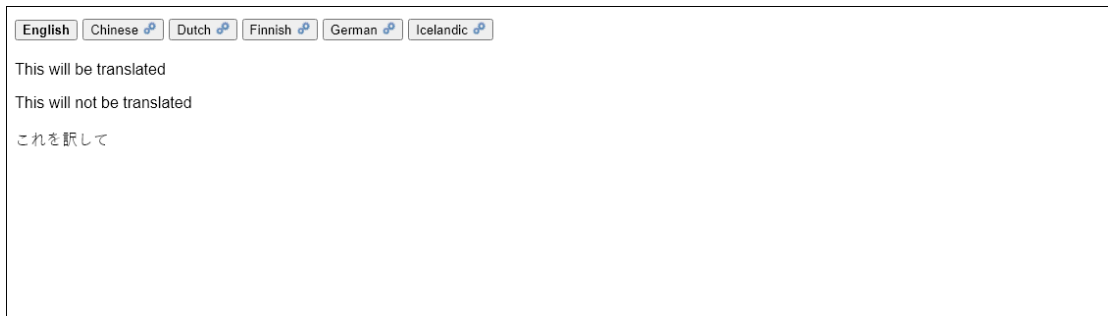 English Chinese Dutch Finnish German Icelandic
This will be translated
This will not be translated
これを訳して